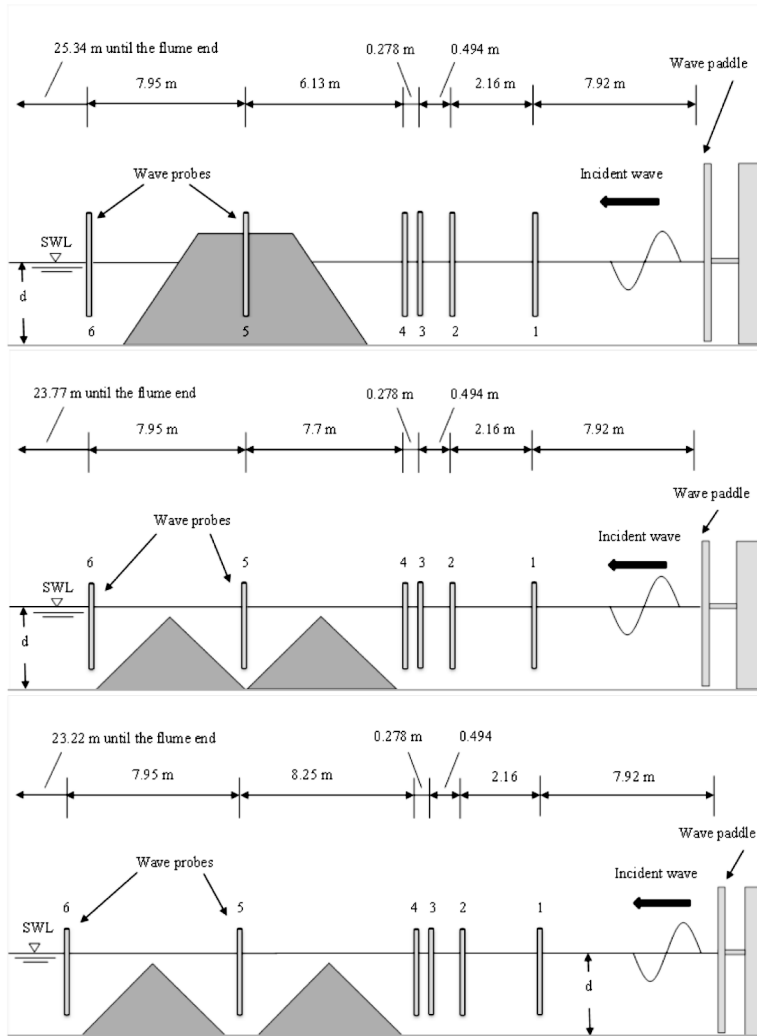 25.34 m until the flume end
0.278 m
0.494 m
Wave paddle
7.95 m
6.13 m
2.16 m
7.92 m
Wave probes
Incident wave
SWL
d
6
5
4
3
2
1
23.77 m until the flume end
0.278 m
0.494 m
7.95 m
7.7 m
2.16 m
7.92 m
Wave paddle
Wave probes
Incident wave
6
5
4
3
2
1
SWL
d
23.22 m until the flume end
0.278 m
0.494
7.95 m
8.25 m
2.16
7.92 m
Wave paddle
Wave probes
Incident wave
6
5
4
3
2
1
SWL
d